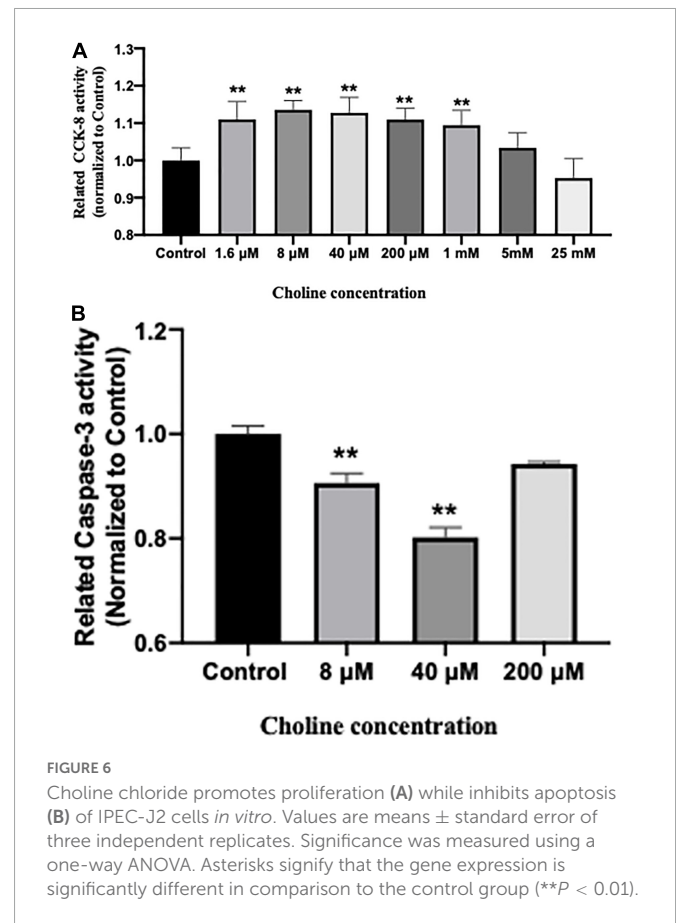 A
Related CCK-8 activity
(normalized to Control)
1.3
1.2
1.1
1.0
0.9
0.8
** ** ** ** **
Control 1.6 µM 8 µM 40 µM 200 µM 1 mM 5mM 25 mM
Choline concentration
B
Related Caspase-3 activity
(Normalized to Control)
1.2
1.0
0.8
0.6
**
**
Control 8 µM 40 µM 200 µM
Choline concentration
FIGURE 6
Choline chloride promotes proliferation (A) while inhibits apoptosis
(B) of IPEC-J2 cells in vitro. Values are means ± standard error of
three independent replicates. Significance was measured using a
one-way ANOVA. Asterisks signify that the gene expression is
significantly different in comparison to the control group (**P < 0.01).